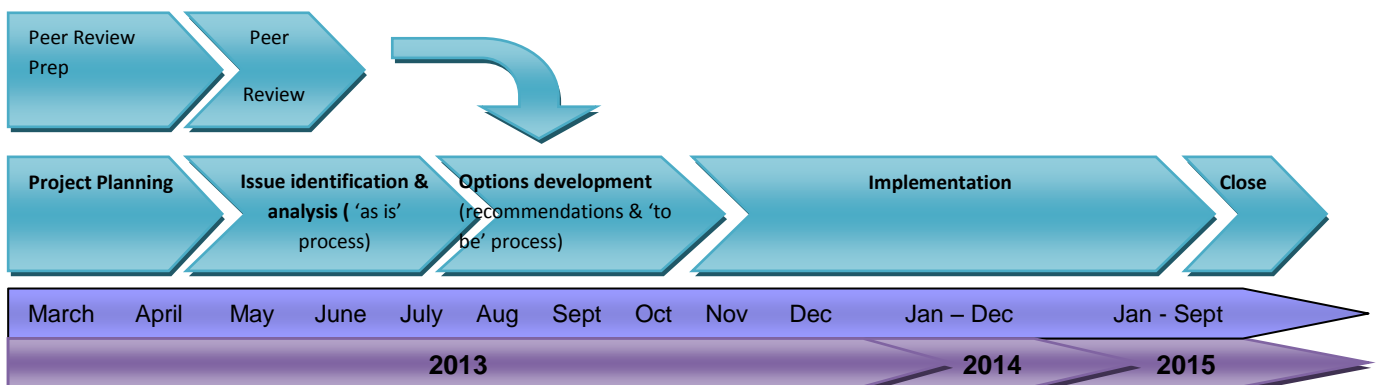 Peer Review
Prep
Peer
Review
Project Planning
Issue identification &
analysis ( ‘as is’
process)
Options development
(recommendations & ‘to
be’ process)
Implementation
Close
March April May June July Aug Sept Oct Nov Dec Jan – Dec Jan - Sept
2013 2014 2015